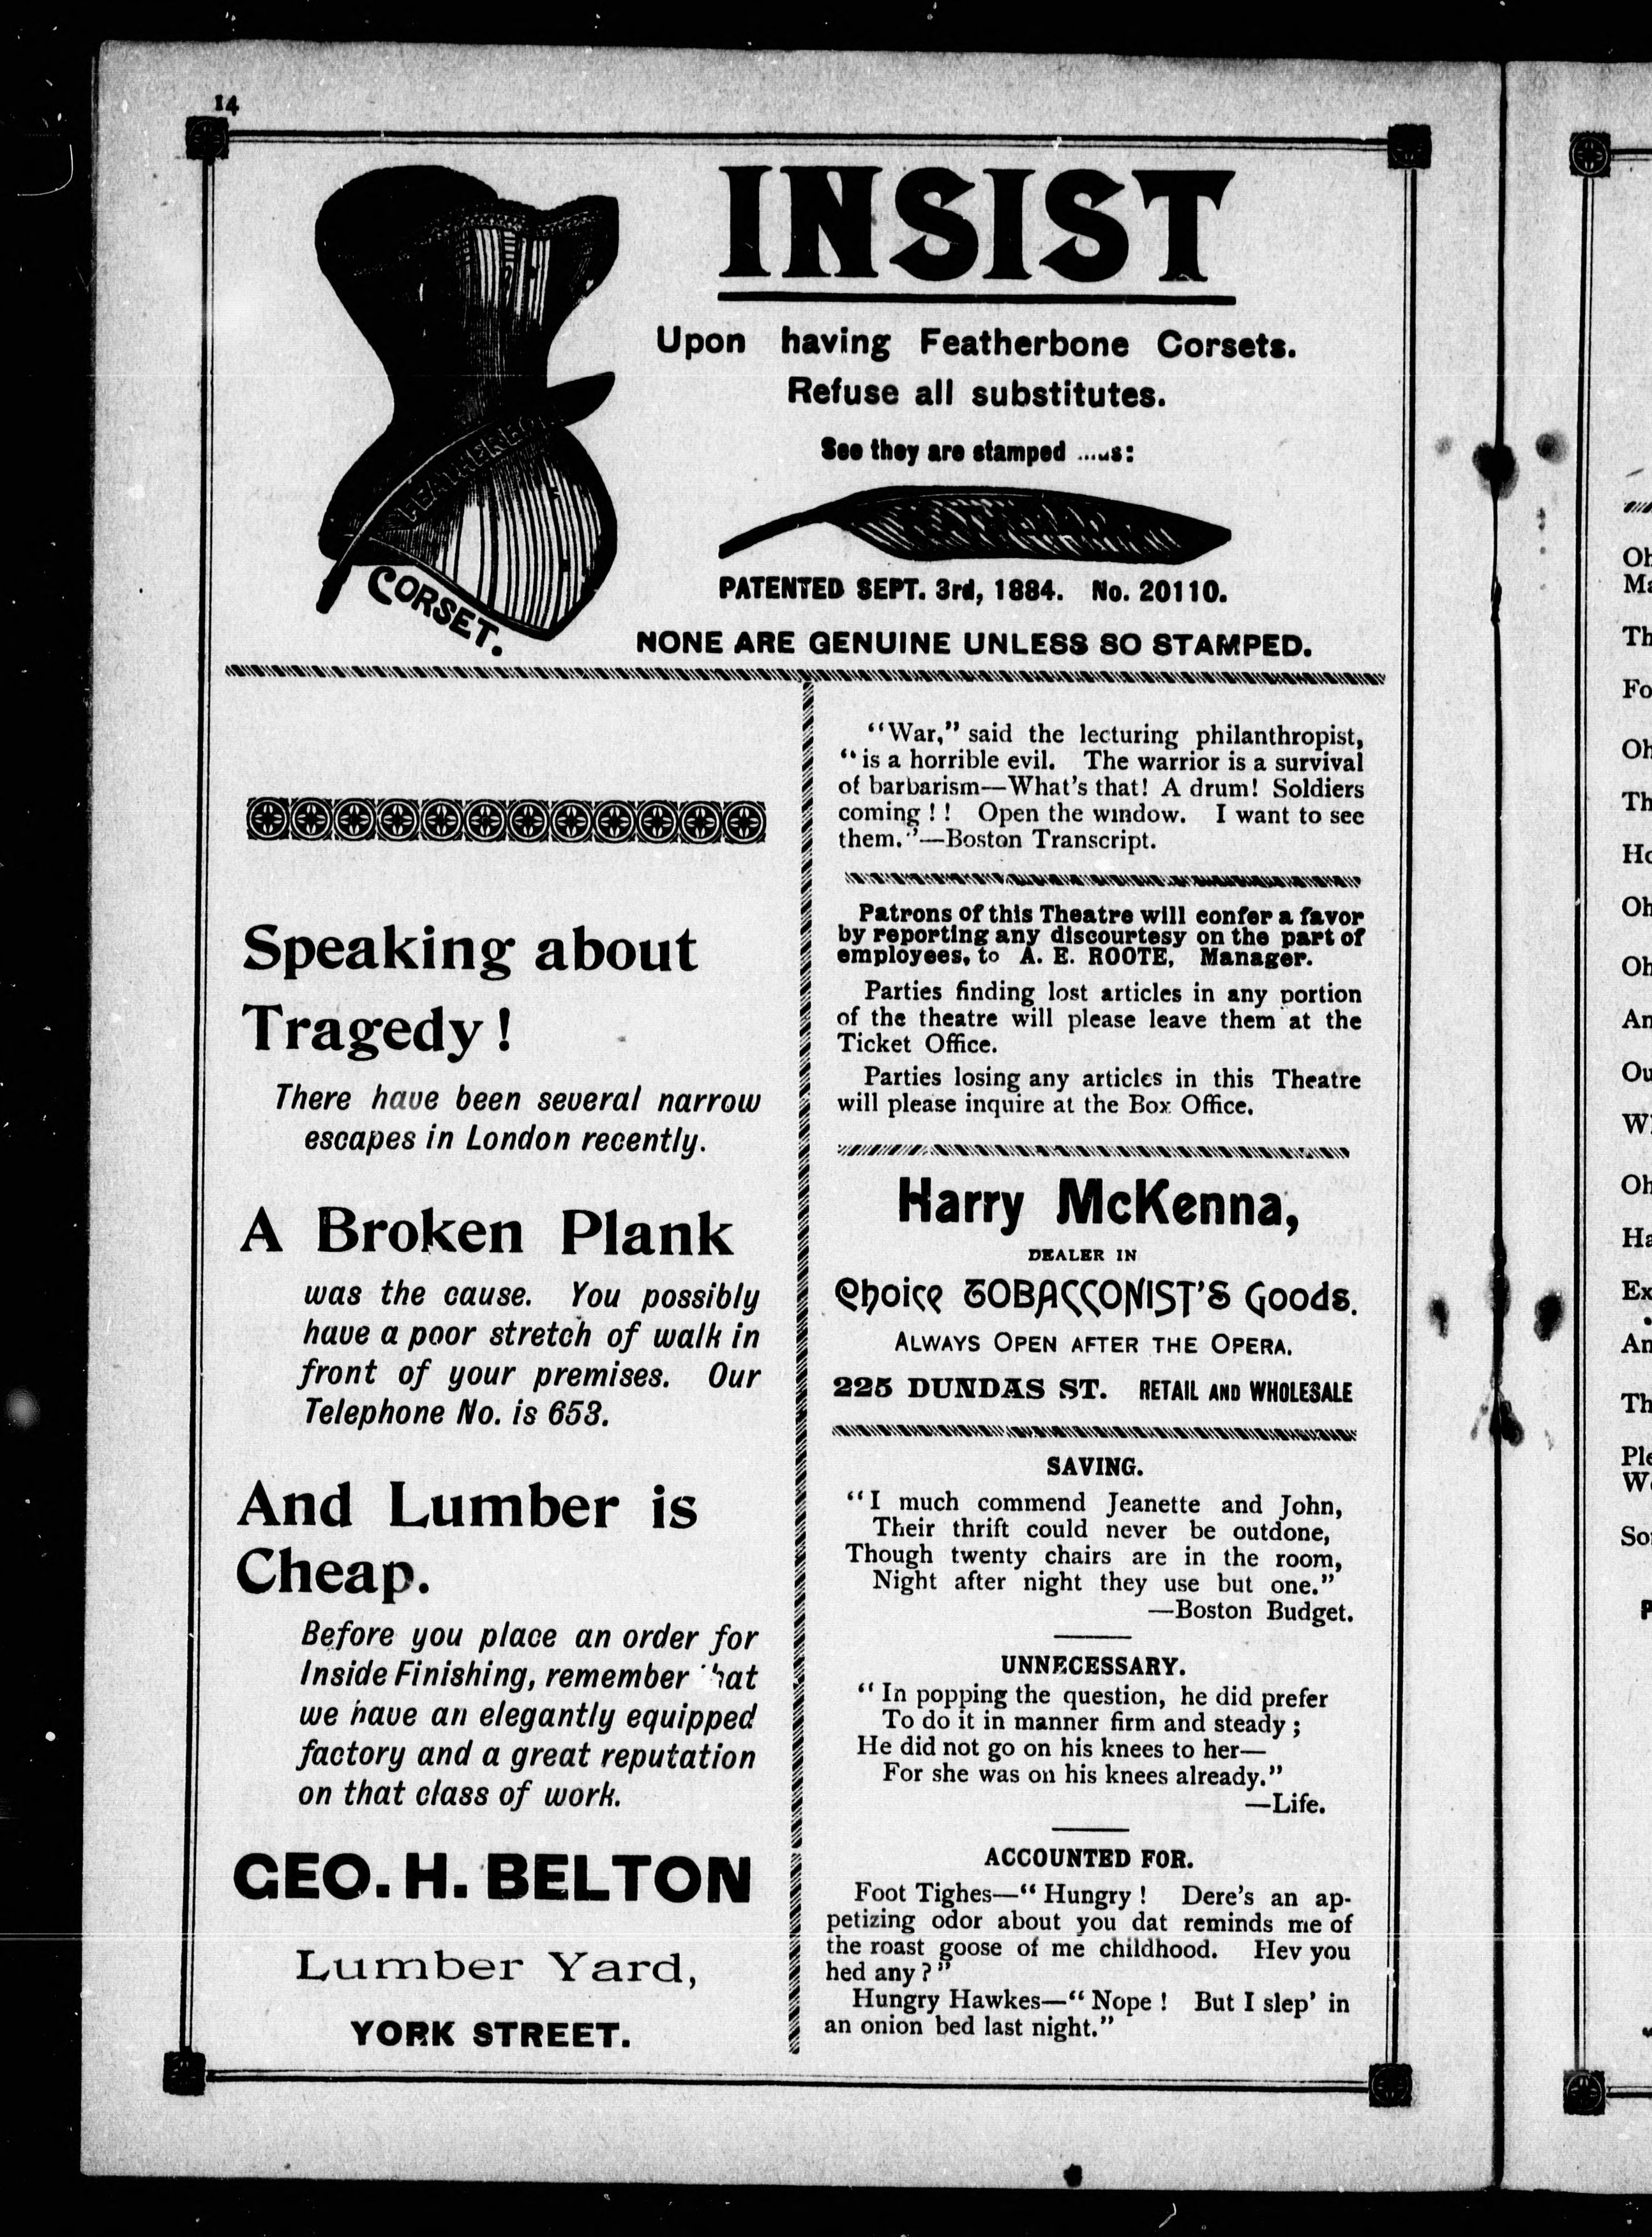 14
INSIST
Upon having Featherbone Corsets.
Refuse all substitutes.
See they are stamped
FEATHERBO
CORSET.
PATENTED SEPT. 3rd, 1884. No. 20110.
NONE ARE GENUINE UNLESS SO STAMPED.
Speaking about
Tragedy!
There have been several narrow
escapes in London recently.
A Broken Plank
was the cause. You possibly
have a poor stretch of walk in
front of your premises. Our
Telephone No. is 653.
And Lumber is
Cheap.
Before you place an order for
Inside Finishing, remember hat
we have an elegantly equipped
factory and a great reputation
on that class of work.
GEO. H. BELTON
Lumber Yard,
YORK STREET.
"War," said the lecturing philanthropist,
"is a horrible evil. The warrior is a survival
of barbarism—What's that! A drum! Soldiers
coming!! Open the window. I want to see
them."—Boston Transcript.
Patrons of this Theatre will confer a favor
by reporting any discourtesy on the part of
employees, to A. E. ROOTE, Manager.
Parties finding lost articles in any portion
of the theatre will please leave them at the
Ticket Office.
Parties losing any articles in this Theatre
will please inquire at the Box Office.
Harry McKenna,
DEALER IN
Choice TOBACCONIST'S Goods.
ALWAYS OPEN AFTER THE OPERA.
225 DUNDAS ST. RETAIL AND WHOLESALE
SAVING.
"I much commend Jeanette and John,
Their thrift could never be outdone,
Though twenty chairs are in the room,
Night after night they use but one."
—Boston Budget.
UNNECESSARY.
"In popping the question, he did prefer
To do it in manner firm and steady;
He did not go on his knees to her—
For she was on his knees already."
—Life.
ACCOUNTED FOR.
Foot Tighes—"Hungry! Dere's an ap-
petizing odor about you dat reminds me of
the roast goose of me childhood. Hev you
hed any?"
Hungry Hawkes—"Nope! But I slep' in
an onion bed last night."